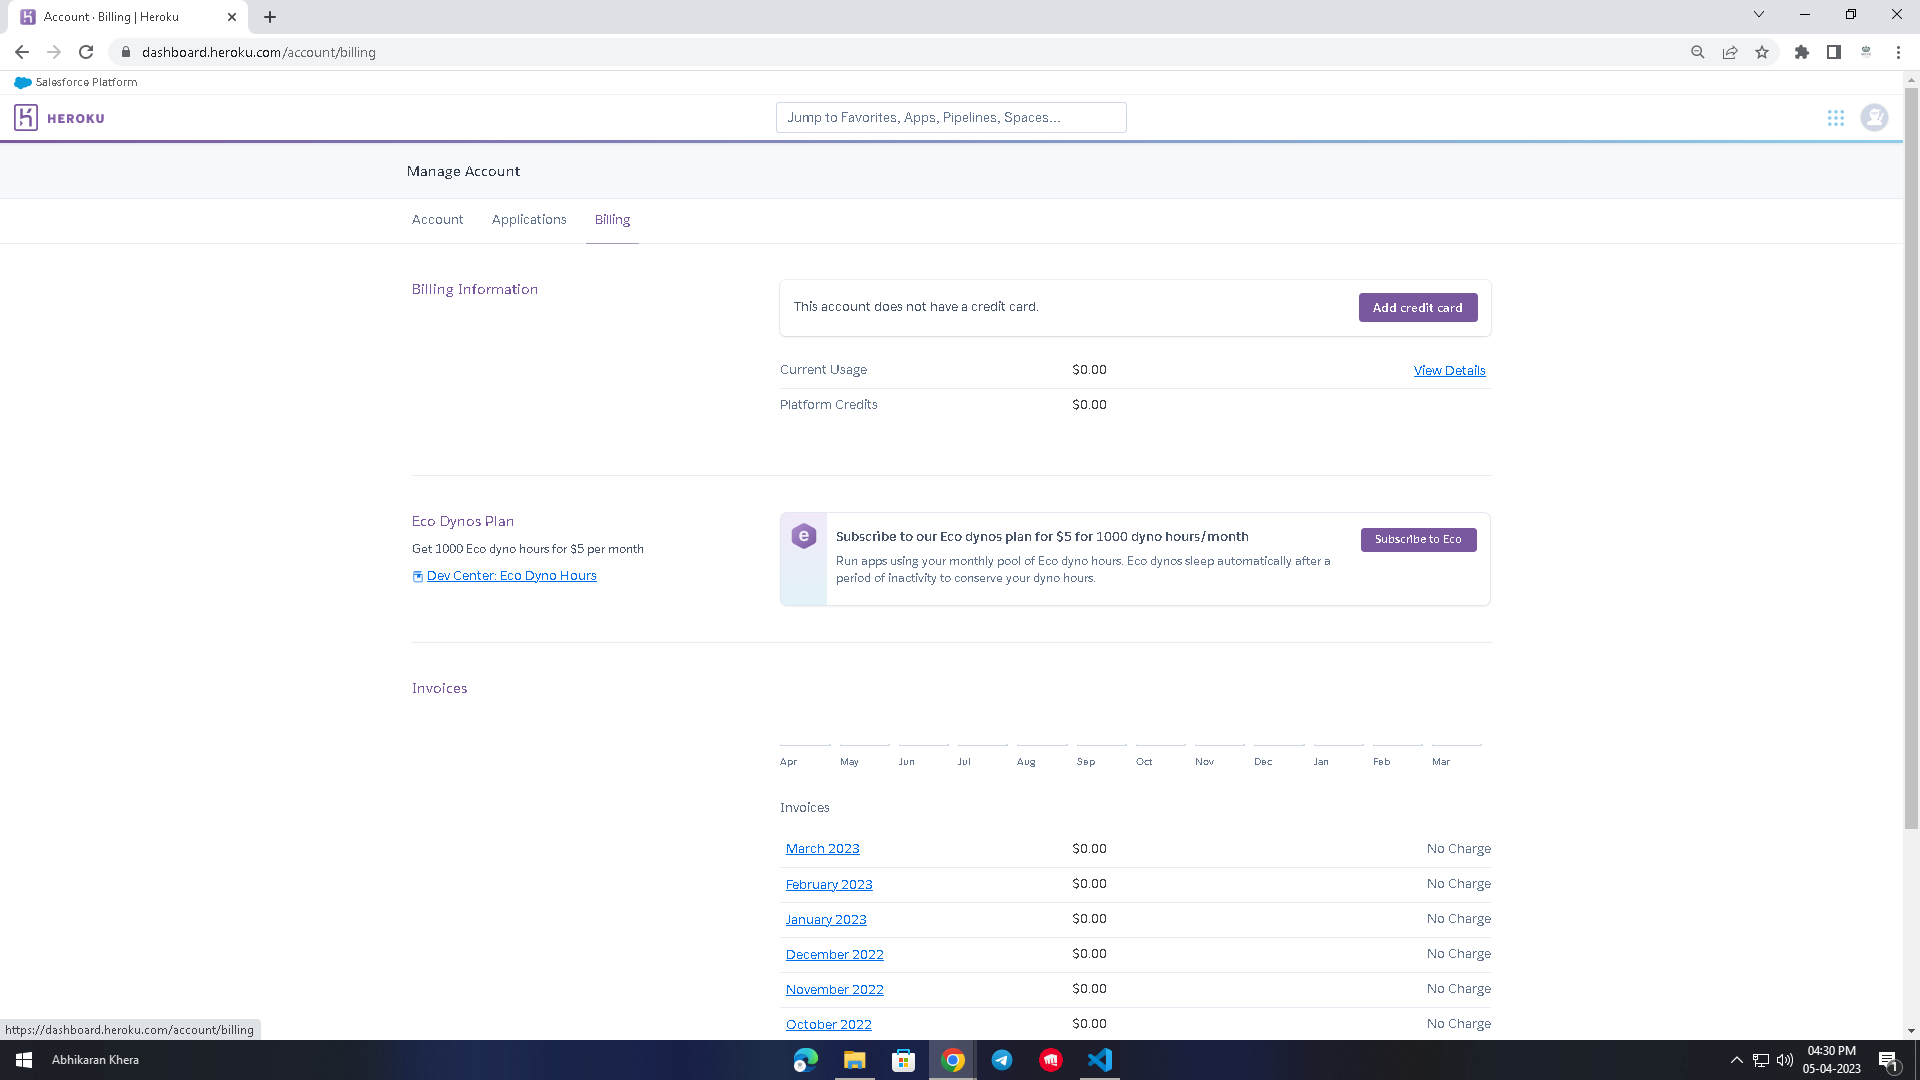 Account · Billing | Heroku
dashboard.heroku.com/account/billing
Salesforce Platform
HEROKU
Jump to Favorites, Apps, Pipelines, Spaces...
Manage Account
Account Applications Billing
Billing Information
This account does not have a credit card.
Add credit card
Current Usage $0.00 View Details
Platform Credits $0.00
Eco Dynos Plan
Get 1000 Eco dyno hours for $5 per month
Dev Center: Eco Dyno Hours
e
Subscribe to our Eco dynos plan for $5 for 1000 dyno hours/month
Run apps using your monthly pool of Eco dyno hours. Eco dynos sleep automatically after a
period of inactivity to conserve your dyno hours.
Subscribe to Eco
Invoices
Apr May Jun Jul Aug Sep Oct Nov Dec Jan Feb Mar
Invoices
March 2023 $0.00 No Charge
February 2023 $0.00 No Charge
January 2023 $0.00 No Charge
December 2022 $0.00 No Charge
November 2022 $0.00 No Charge
October 2022 $0.00 No Charge
https://dashboard.heroku.com/account/billing
Abhikaran Khera
04:30 PM
05-04-2023
1